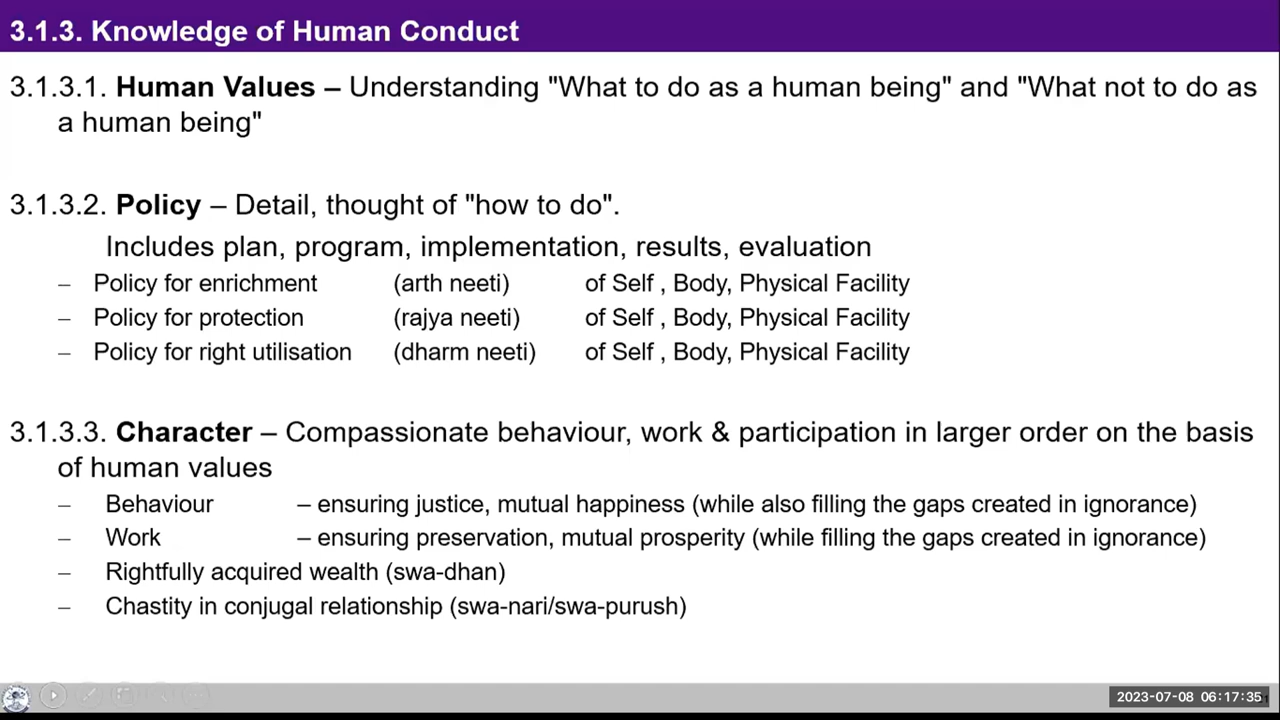 3.1.3. Knowledge of Human Conduct
3.1.3.1. Human Values – Understanding "What to do as a human being" and "What not to do as
a human being"
3.1.3.2. Policy – Detail, thought of "how to do".
Includes plan, program, implementation, results, evaluation
– Policy for enrichment (arth neeti) of Self , Body, Physical Facility
– Policy for protection (rajya neeti) of Self , Body, Physical Facility
– Policy for right utilisation (dharm neeti) of Self , Body, Physical Facility
3.1.3.3. Character – Compassionate behaviour, work & participation in larger order on the basis
of human values
– Behaviour – ensuring justice, mutual happiness (while also filling the gaps created in ignorance)
– Work – ensuring preservation, mutual prosperity (while filling the gaps created in ignorance)
– Rightfully acquired wealth (swa-dhan)
– Chastity in conjugal relationship (swa-nari/swa-purush)
2023-07-08 06:17:35